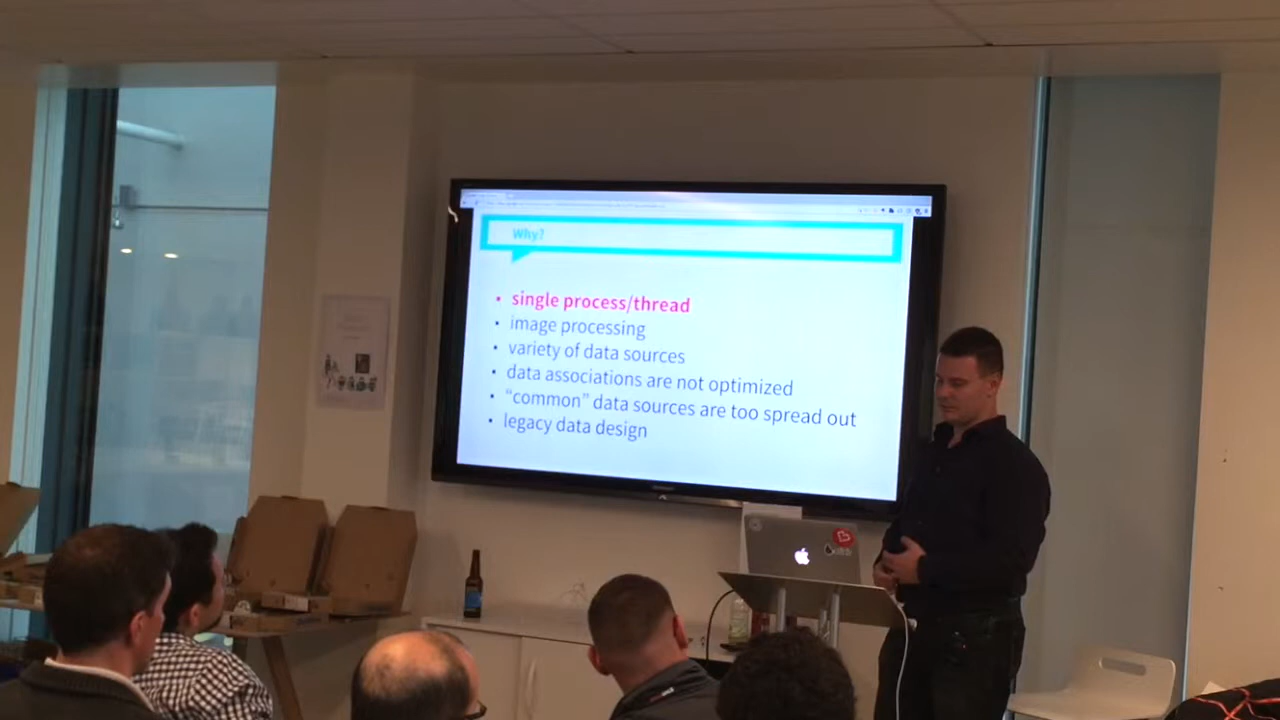 Why?
single process/thread
image processing
variety of data sources
data associations are not optimized
“common” data sources are too spread out
legacy data design